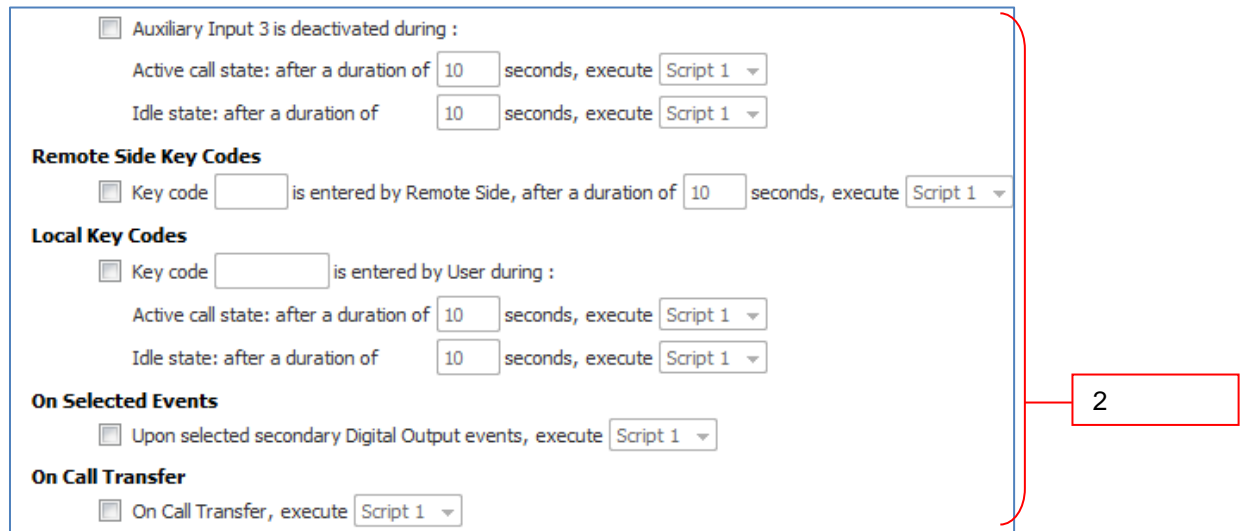 Auxiliary Input 3 is deactivated during :
Active call state: after a duration of 10 seconds, execute Script 1
Idle state: after a duration of 10 seconds, execute Script 1
Remote Side Key Codes
Key code is entered by Remote Side, after a duration of 10 seconds, execute Script 1
Local Key Codes
Key code is entered by User during :
Active call state: after a duration of 10 seconds, execute Script 1
Idle state: after a duration of 10 seconds, execute Script 1
On Selected Events
2
Upon selected secondary Digital Output events, execute Script 1
On Call Transfer
On Call Transfer, execute Script 1